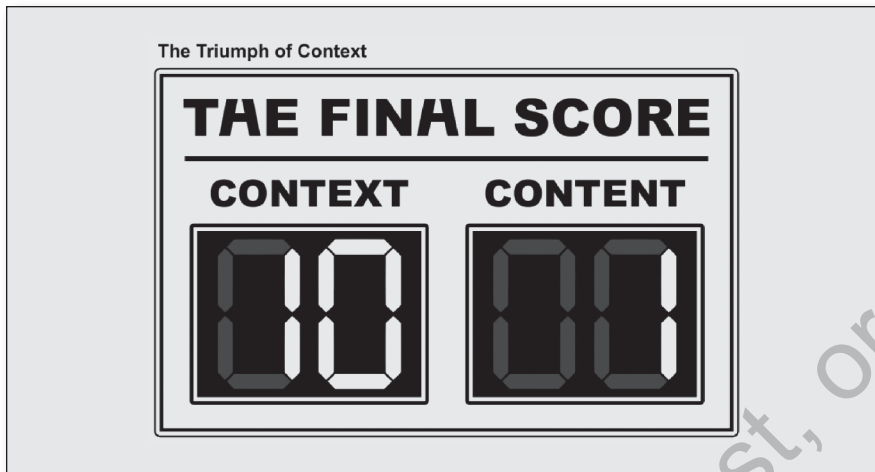 The Triumph of Context
THE FINAL SCORE
CONTEXT CONTENT
10 1